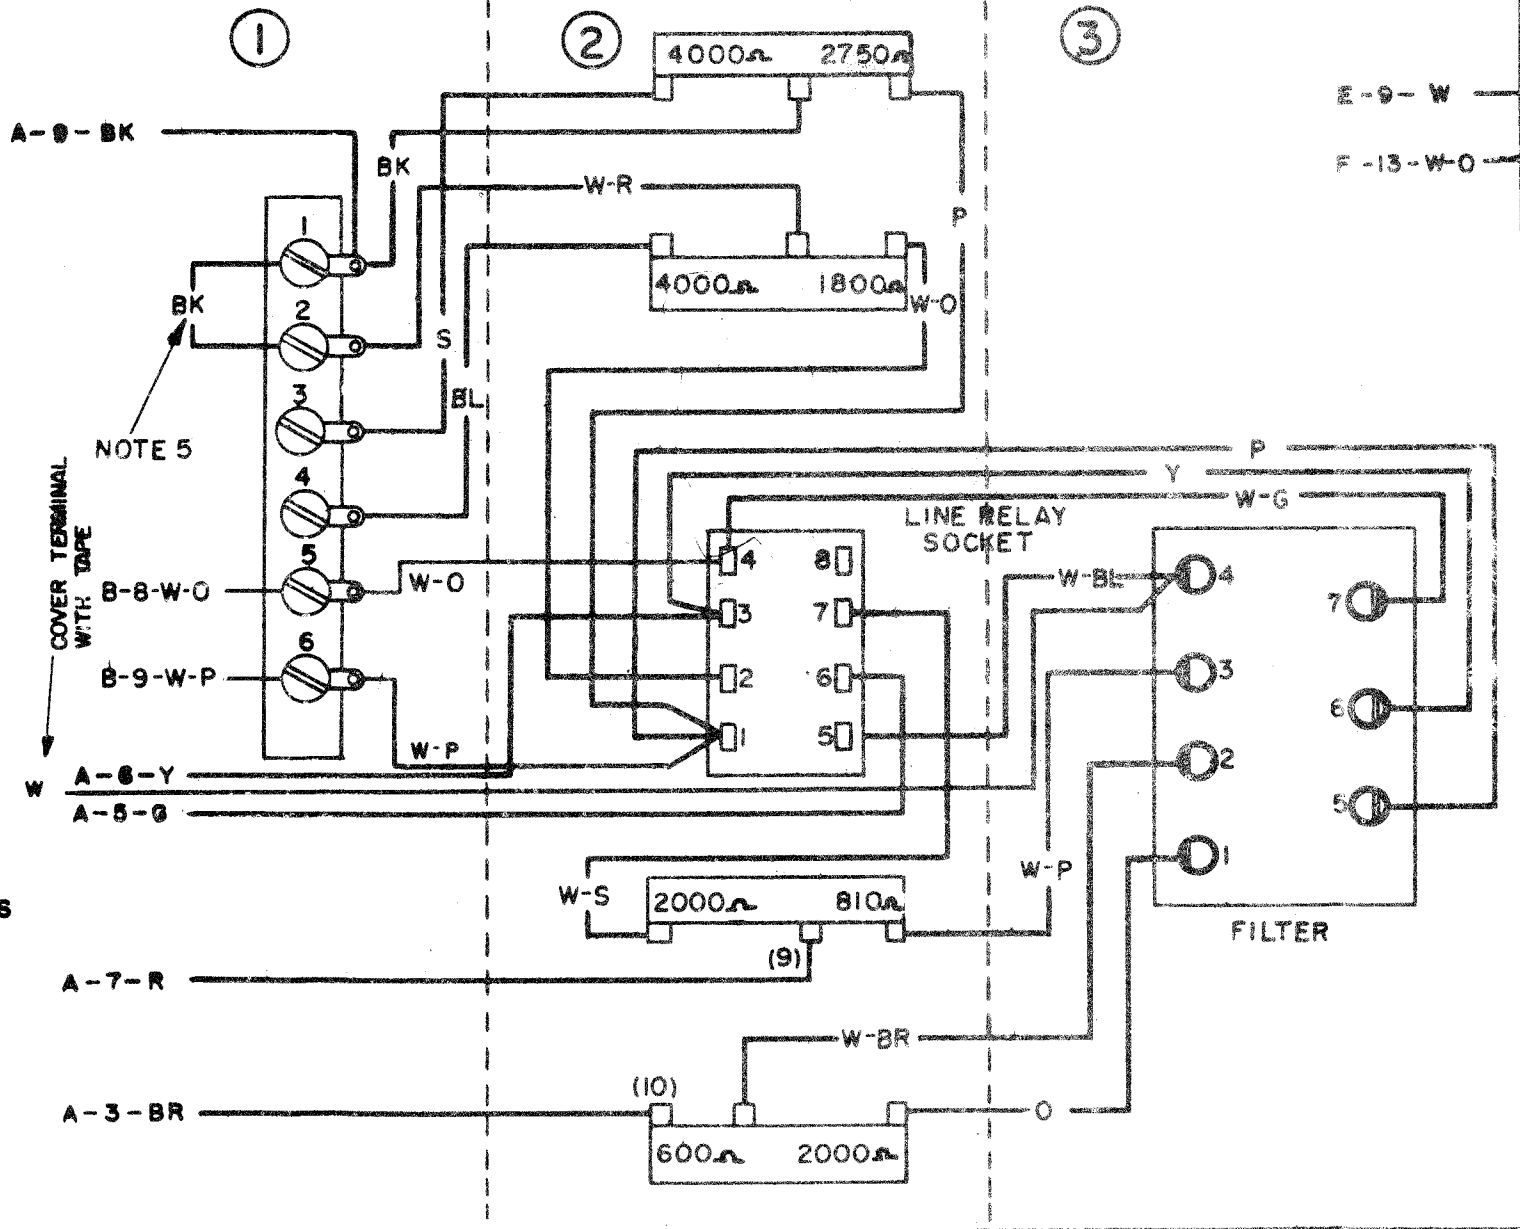 1
2
3
4000Ω 2750Ω
E-9-W
A-9-BK
BK
F-13-W-O
W-R
P
1
4000Ω 1800Ω
BK
2
W-O
S
3
BL
NOTE 5
P
4
Y
W-G
COVER TERMINAL
WITH TAPE
LINE RELAY
SOCKET
5
4
8
W-BL
4
B-8-W-O
W-O
7
3
7
6
B-9-W-P
2
6
3
6
1
5
W-P
2
A-6-Y
W
A-5-G
5
1
W-P
W-S
2000Ω 810Ω
S
FILTER
(9)
A-7-R
W-BR
(10)
A-3-BR
O
600Ω 2000Ω